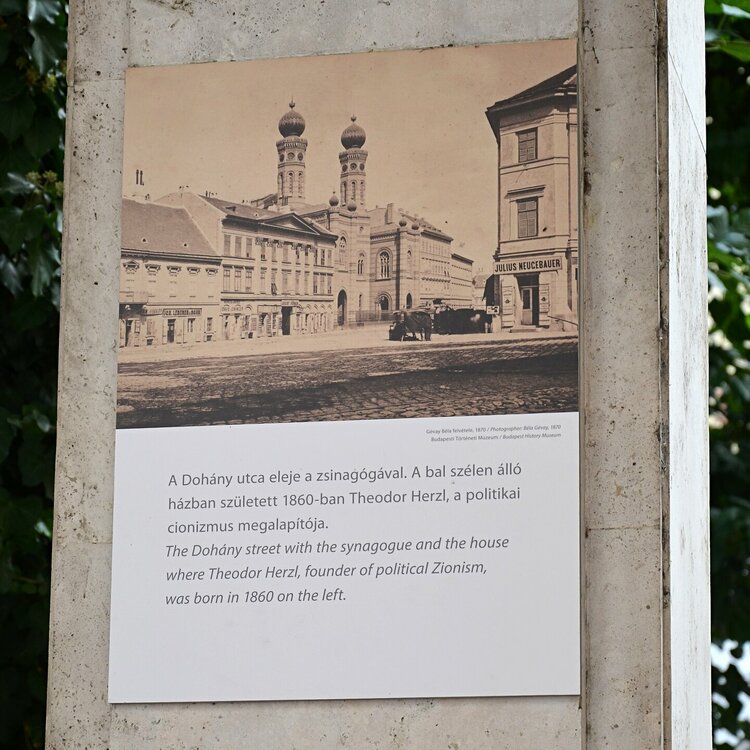 JULIUS NEUGEBAUER
Gévay Béla felvétele, 1870 / Photographer: Béla Gévay, 1870
Budapesti Történeti Múzeum / Budapest History Museum
A Dohány utca eleje a zsinagógával. A bal szélen álló
házban született 1860-ban Theodor Herzl, a politikai
cionizmus megalapítója.
The Dohány street with the synagogue and the house
where Theodor Herzl, founder of political Zionism,
was born in 1860 on the left.